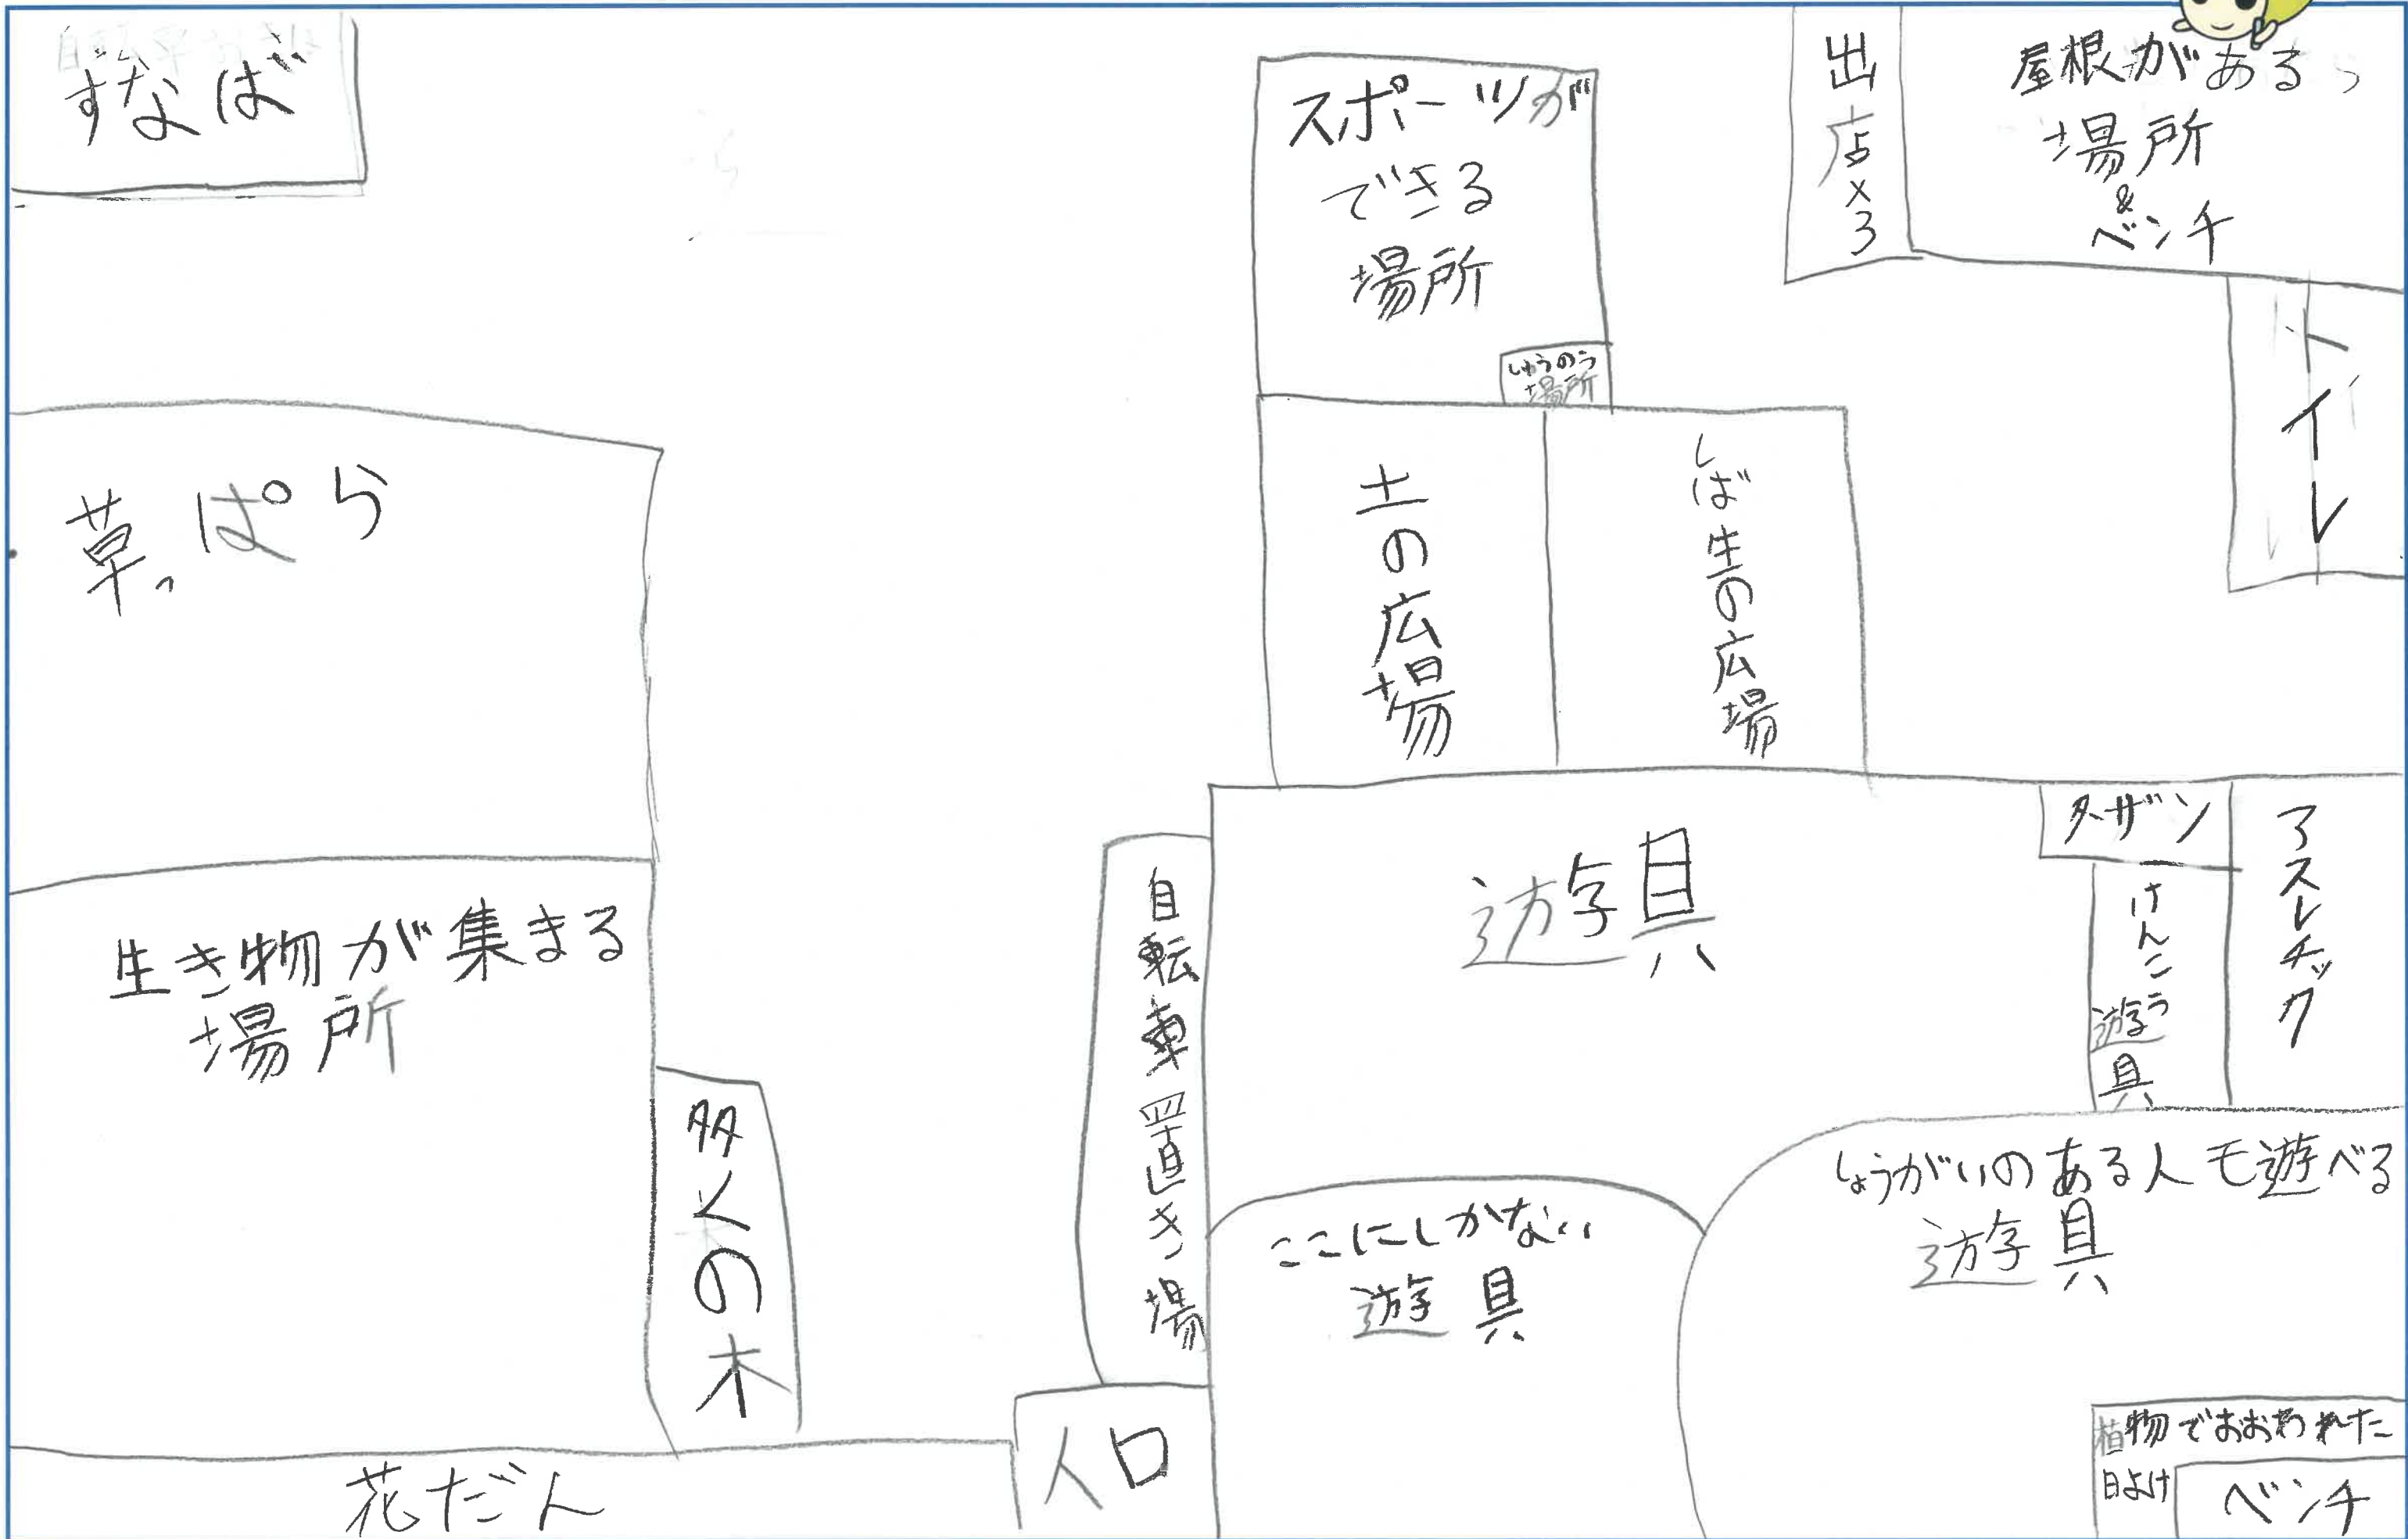 すなば
スポーツが
できる
場所
しゅうのう
場所
出店×3
屋根がある
場所
&
ベンチ
トイレ
草っぱら
土の広場
しば生の広場
生き物が集まる
場所
多くの木
自転車置き場
遊具
ターザン
けんこう遊具
アスレチック
ここにしかない
遊具
しょうがいのある人も遊べる
遊具
花だん
入口
植物でおおわれた
日よけ
ベンチ